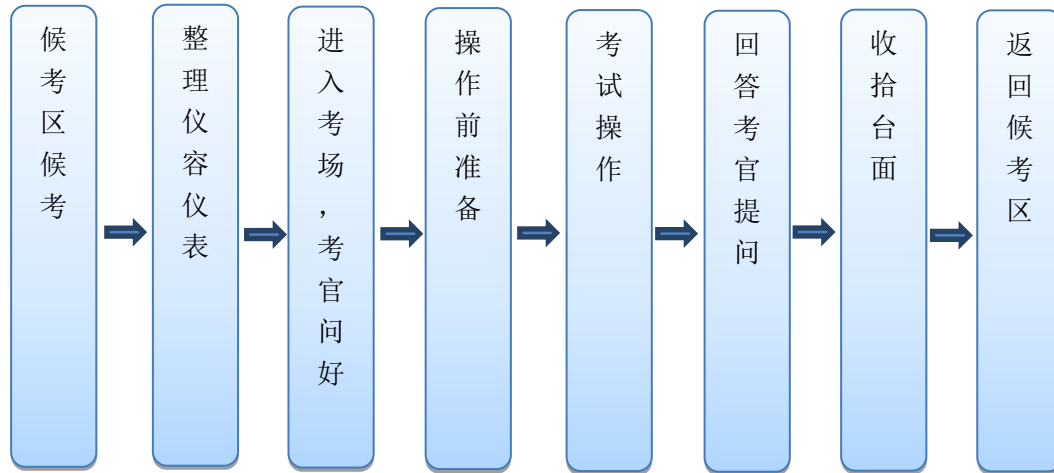 候考区候考
整理仪容仪表
进入考场，考官问好
操作前准备
考试操作
回答考官提问
收拾台面
返回候考区